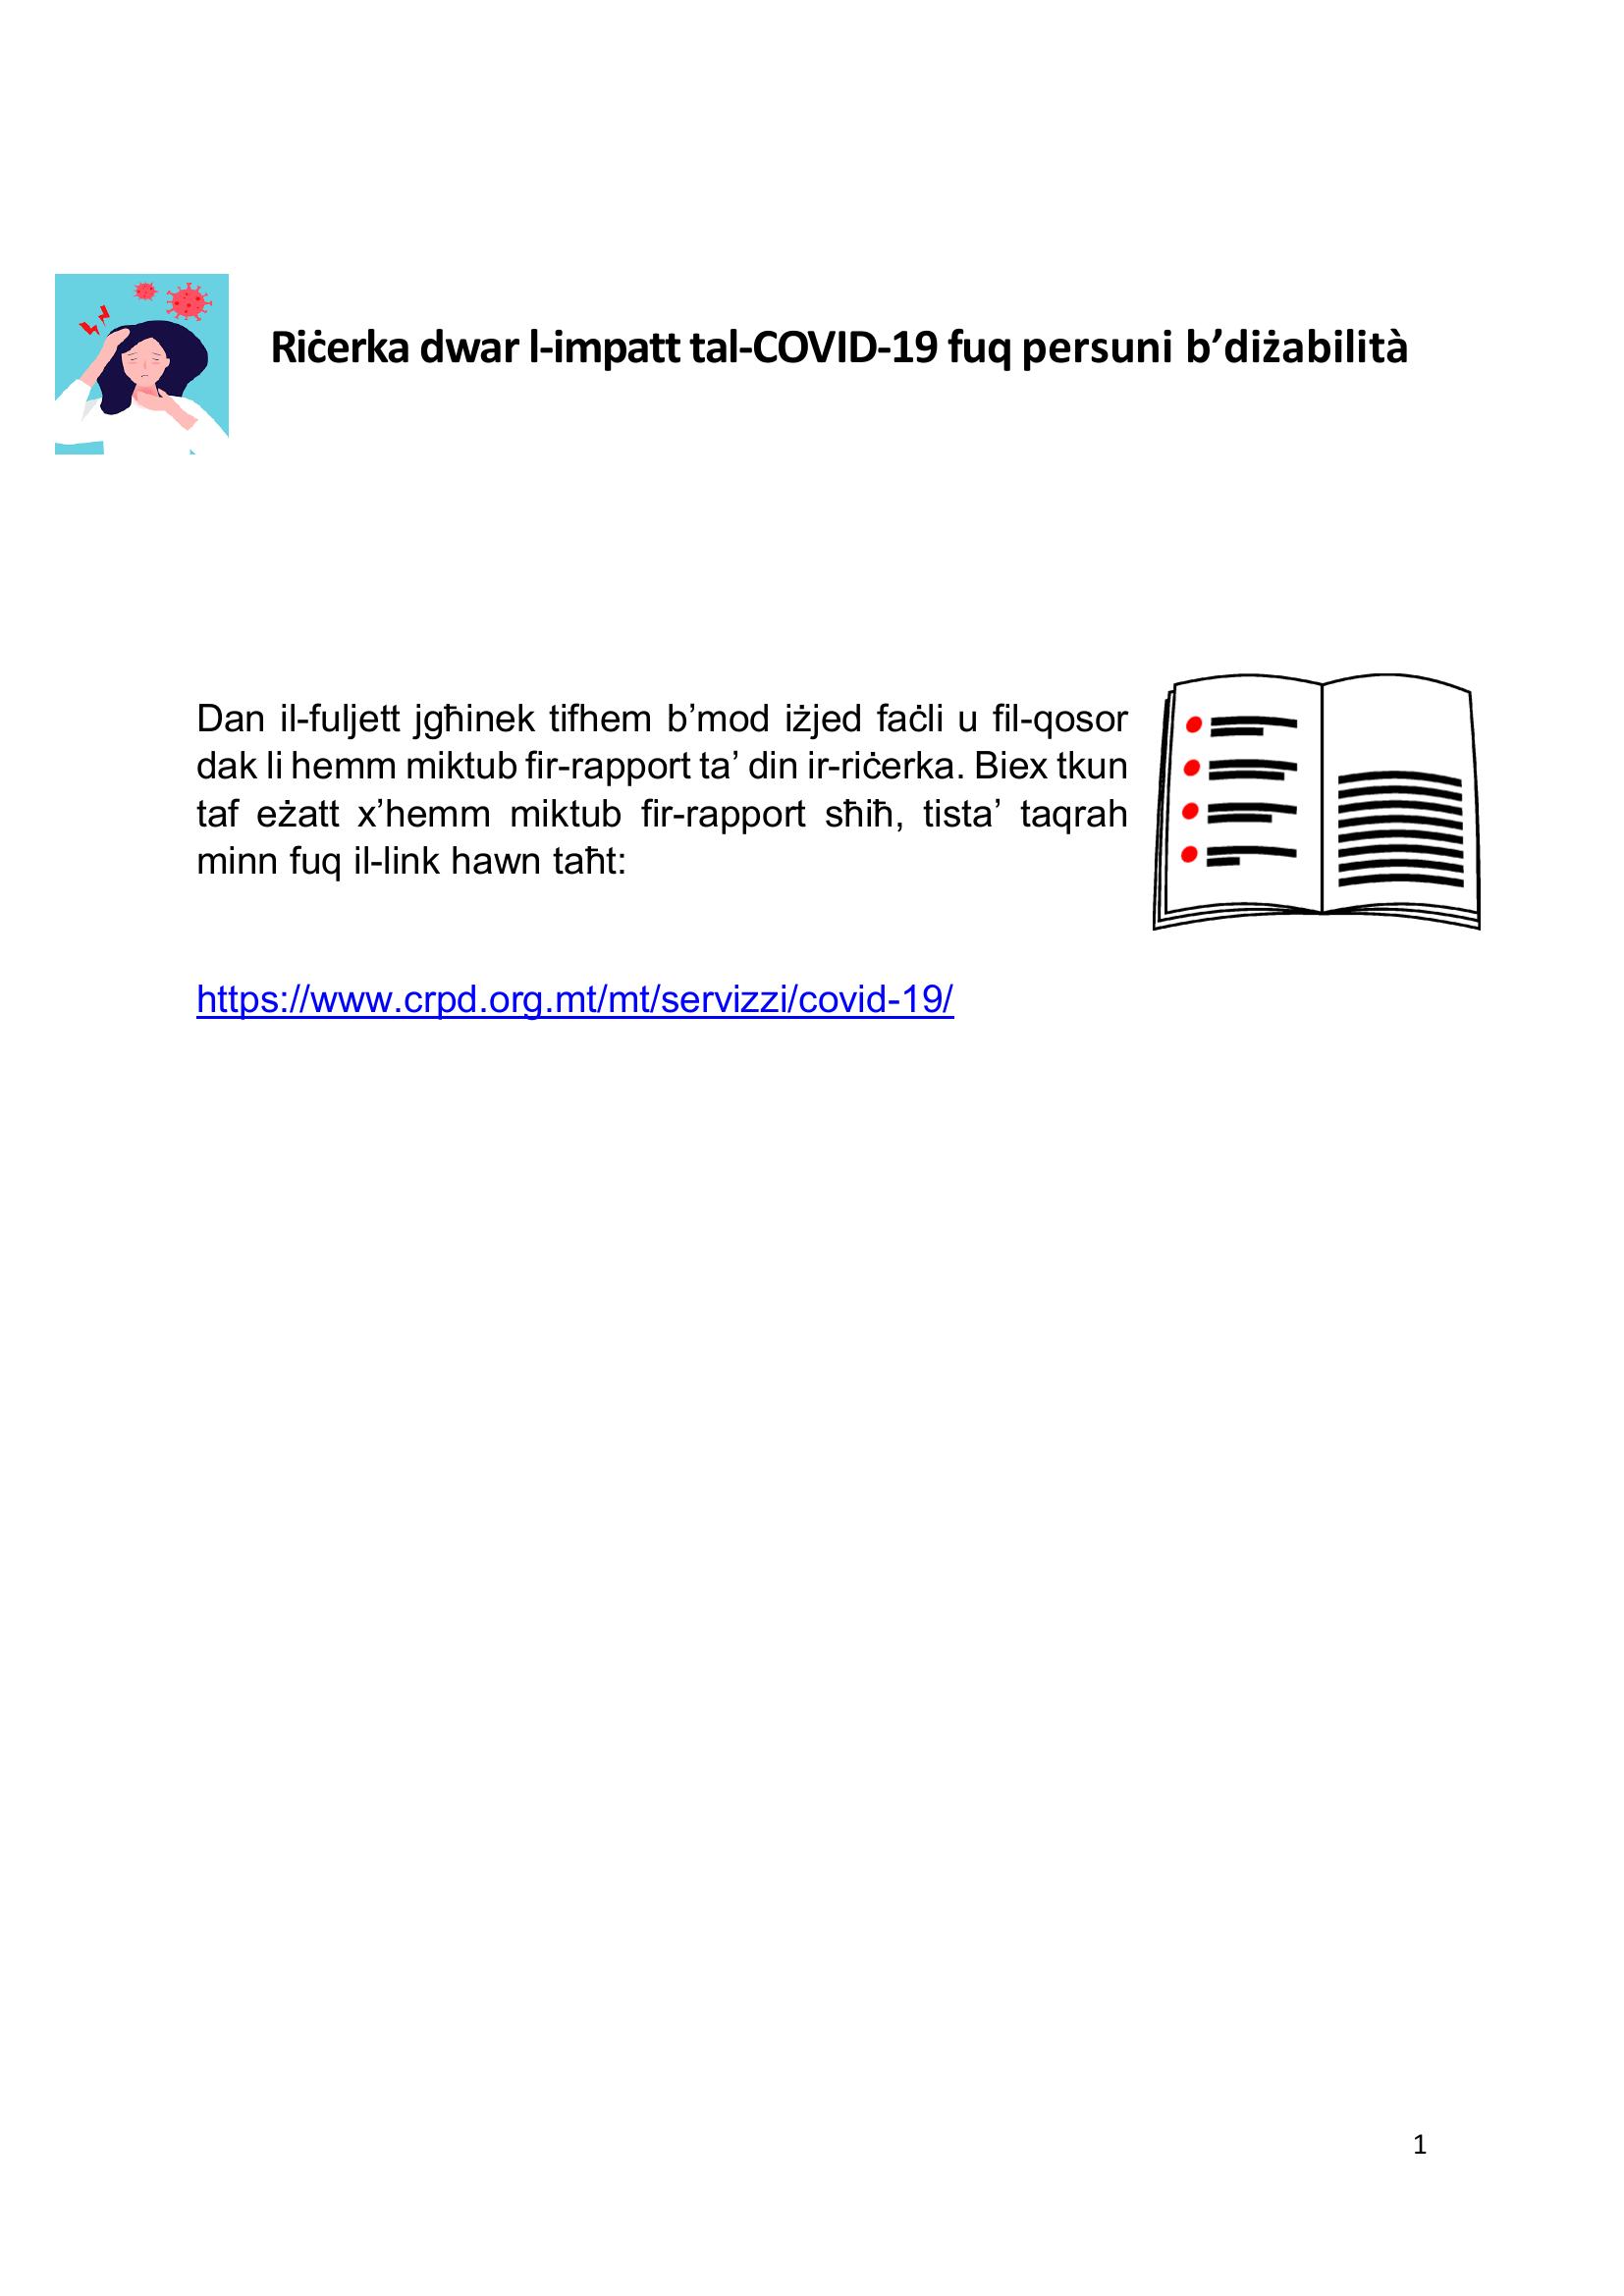 Riċerka dwar l-impatt tal-COVID-19 fuq persuni b’diżabilità
Dan il-fuljett jgħinek tifhem b’mod iżjed faċli u fil-qosor
dak li hemm miktub fir-rapport ta’ din ir-riċerka. Biex tkun
taf eżatt x’hemm miktub fir-rapport sħiħ, tista’ taqrah
minn fuq il-link hawn taħt:
https://www.crpd.org.mt/mt/servizzi/covid-19/
1